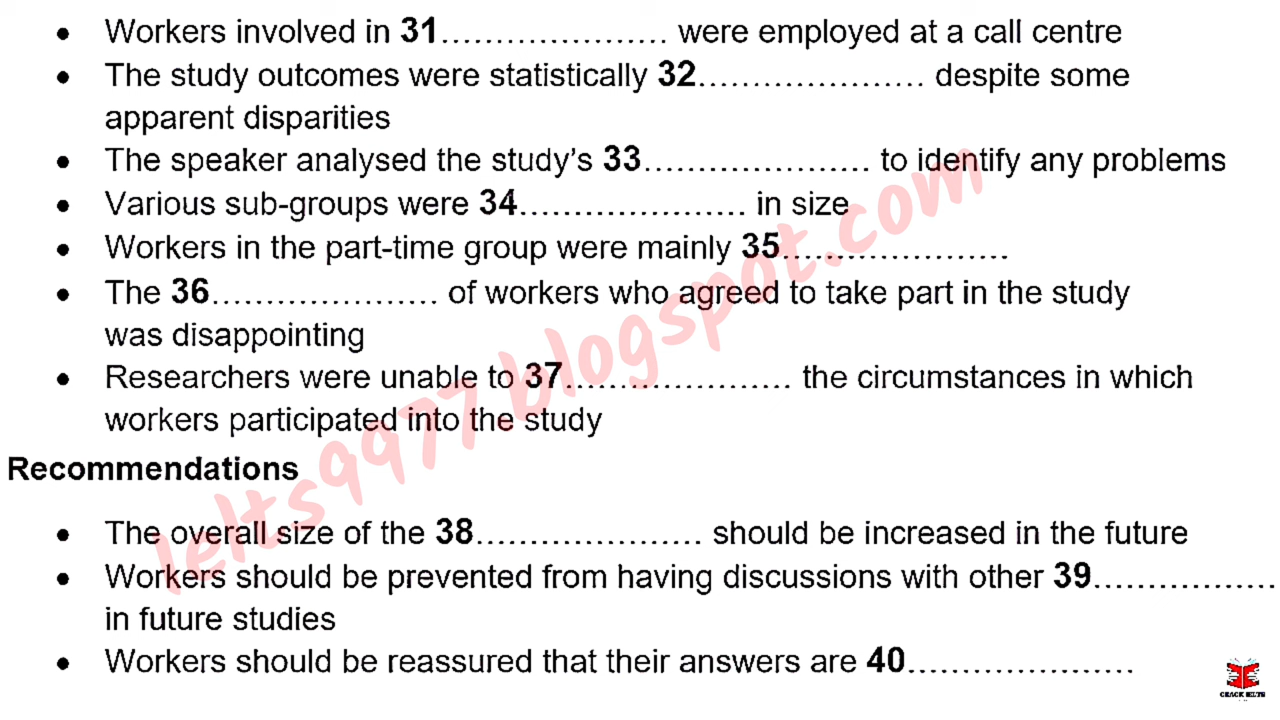 • Workers involved in 31..................... were employed at a call centre
• The study outcomes were statistically 32..................... despite some
apparent disparities
• The speaker analysed the study's 33..................... to identify any problems
• Various sub-groups were 34..................... in size
• Workers in the part-time group were mainly 35.....................
• The 36..................... of workers who agreed to take part in the study
was disappointing
• Researchers were unable to 37..................... the circumstances in which
workers participated into the study
Recommendations
• The overall size of the 38..................... should be increased in the future
• Workers should be prevented from having discussions with other 39.................
in future studies
• Workers should be reassured that their answers are 40.....................
Ielts9977.blogspot.com
CRACK IELTS